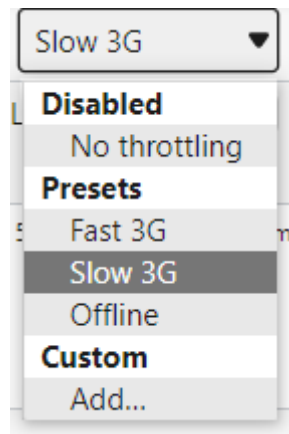 Slow 3G
Disabled
No throttling
Presets
Fast 3G
Slow 3G
Offline
Custom
Add...